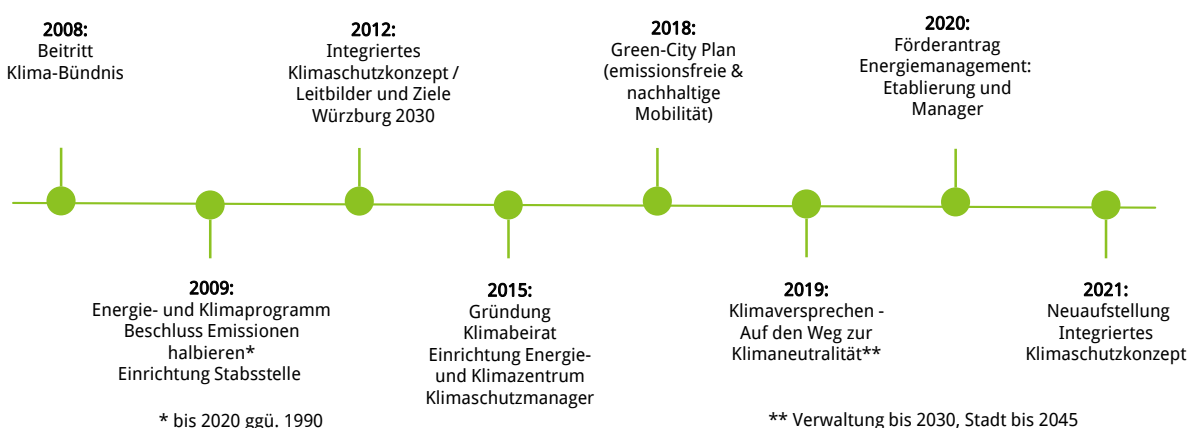 2008:
Beitritt
Klima-Bündnis
2009:
Energie- und Klimaprogramm
Beschluss Emissionen
halbieren*
Einrichtung Stabsstelle
2012:
Integriertes
Klimaschutzkonzept /
Leitbilder und Ziele
Würzburg 2030
2015:
Gründung
Klimabeirat
Einrichtung Energie-
und Klimazentrum
Klimaschutzmanager
2018:
Green-City Plan
(emissionsfreie &
nachhaltige
Mobilität)
2019:
Klimaversprechen -
Auf den Weg zur
Klimaneutralität**
2020:
Förderantrag
Energiemanagement:
Etablierung und
Manager
2021:
Neuaufstellung
Integriertes
Klimaschutzkonzept
* bis 2020 ggü. 1990
** Verwaltung bis 2030, Stadt bis 2045